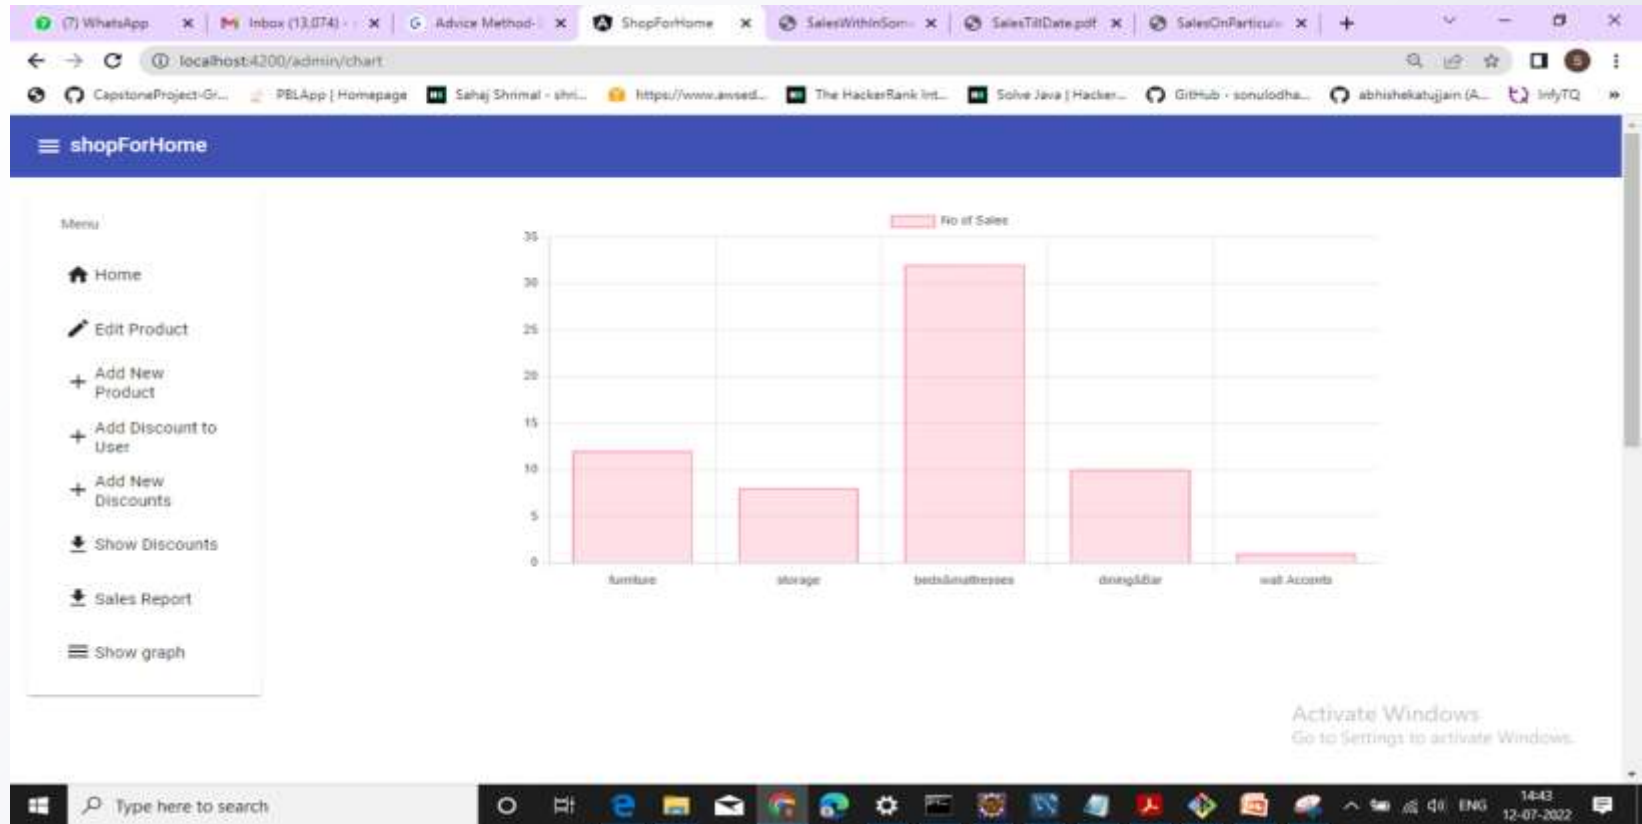 (7) WhatsApp
Inbox (13,074) -
Advice Method-
ShopForHome
SalesWithInSom
SalesTillDate.pdf
SalesOnParticul
localhost:4200/admin/chart
CapstoneProject-Gr...
PBLApp | Homepage
Sahaj Shrimal - shri...
https://www.awsed...
The HackerRank Int...
Solve Java | Hacker...
GitHub - sonulodha...
abhishekatujjain (A...
InfyTQ
shopForHome
Menu
Home
Edit Product
Add New
Product
Add Discount to
User
Add New
Discounts
Show Discounts
Sales Report
Show graph
No of Sales
35
30
25
20
15
10
5
0
furniture
storage
beds&mattresses
dining&Bar
wall Accents
Activate Windows
Go to Settings to activate Windows.
Type here to search
ENG
14:43
12-07-2022